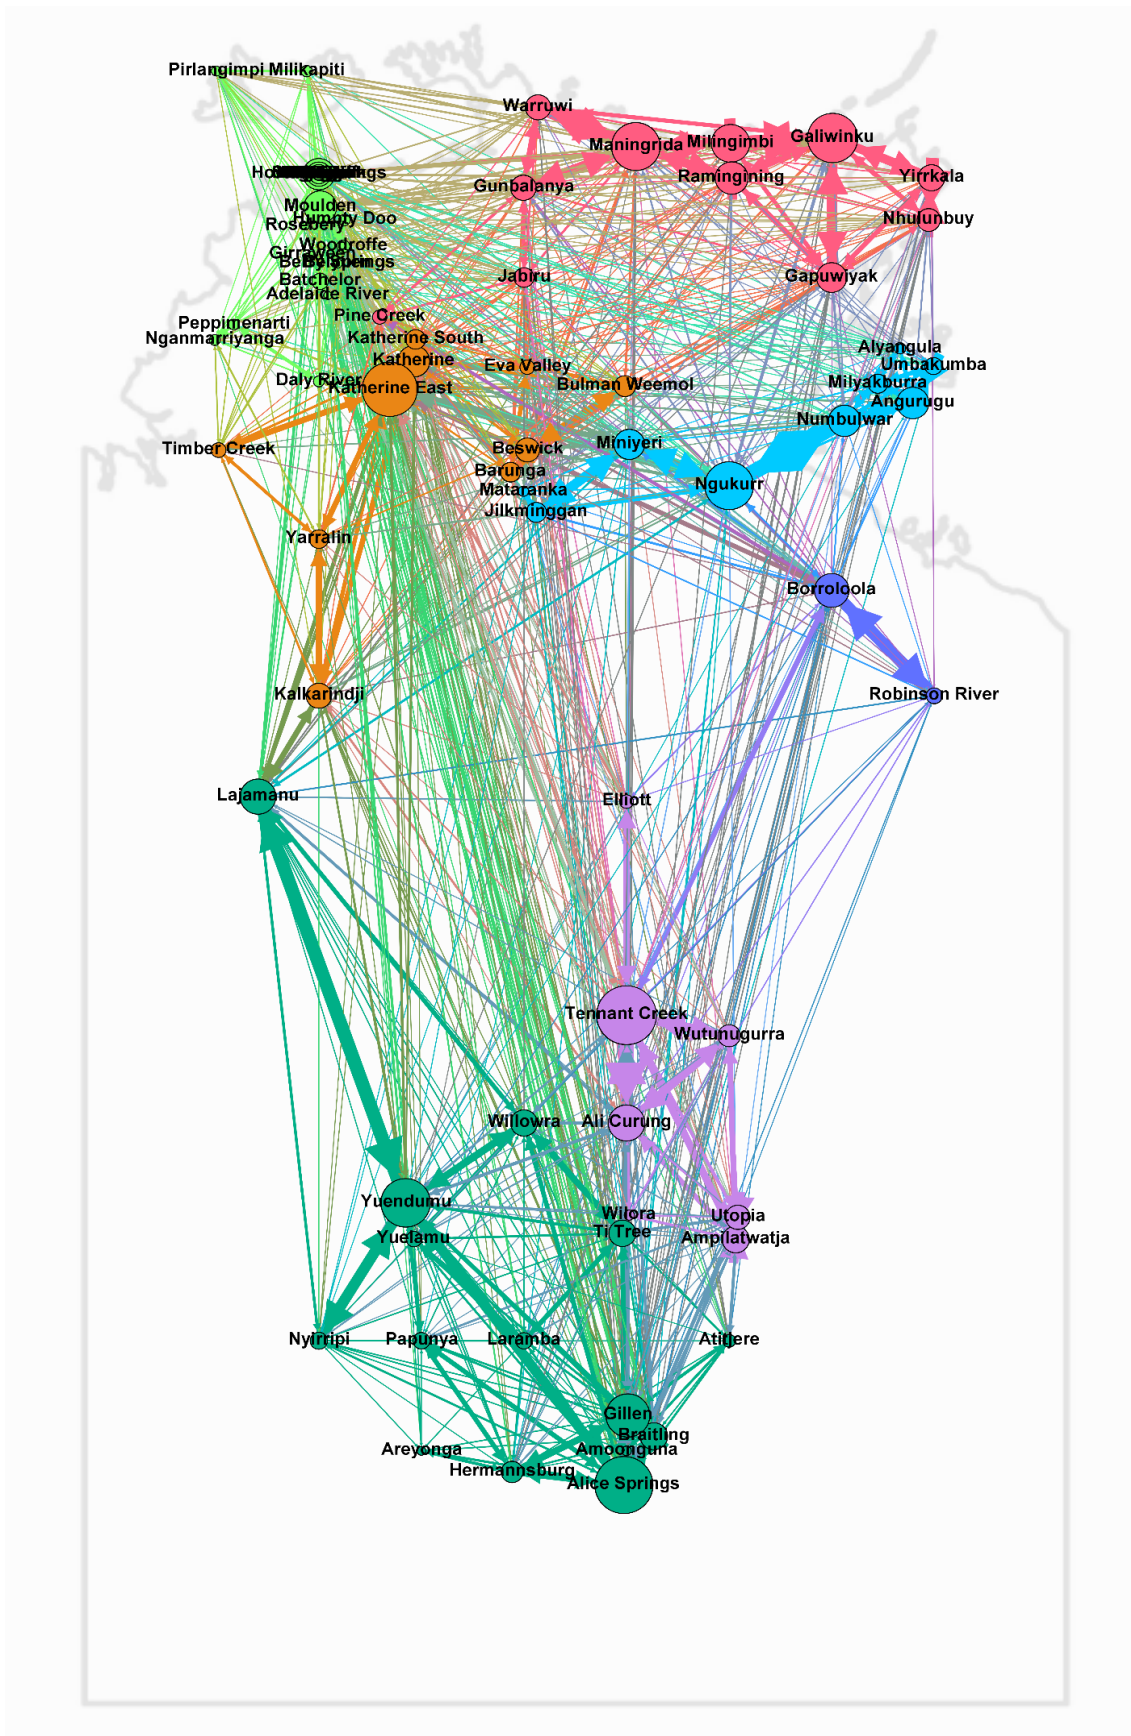 Pirlangimpi
Milikapiti
Warruwi
Maningrida
Milingimbi
Galiwinku
Gunbalanya
Ramingining
Yirrkala
Moulden
Humpty Doo
Rosebery
Nhulunbuy
Woodroffe
Girraween
Batchelor
Jabiru
Gapuwiyak
Adelaide River
Pine Creek
Peppimenarti
Nganmarriyanga
Katherine South
Alyangula
Katherine
Eva Valley
Umbakumba
Daly River
Katherine East
Bulman Weemol
Milyakburra
Angurugu
Numbulwar
Timber Creek
Beswick
Miniyeri
Barunga
Ngukurr
Mataranka
Jilkminggan
Yarralin
Borroloola
Kalkarindji
Robinson River
Lajamanu
Elliott
Tennant Creek
Wutunugurra
Willowra
Ali Curung
Yuendumu
Wilora
Utopia
Yuelamu
Ti Tree
Ampilatwatja
Nyirripi
Papunya
Laramba
Atitjere
Gillen
Braitling
Areyonga
Amoonguna
Hermannsburg
Alice Springs